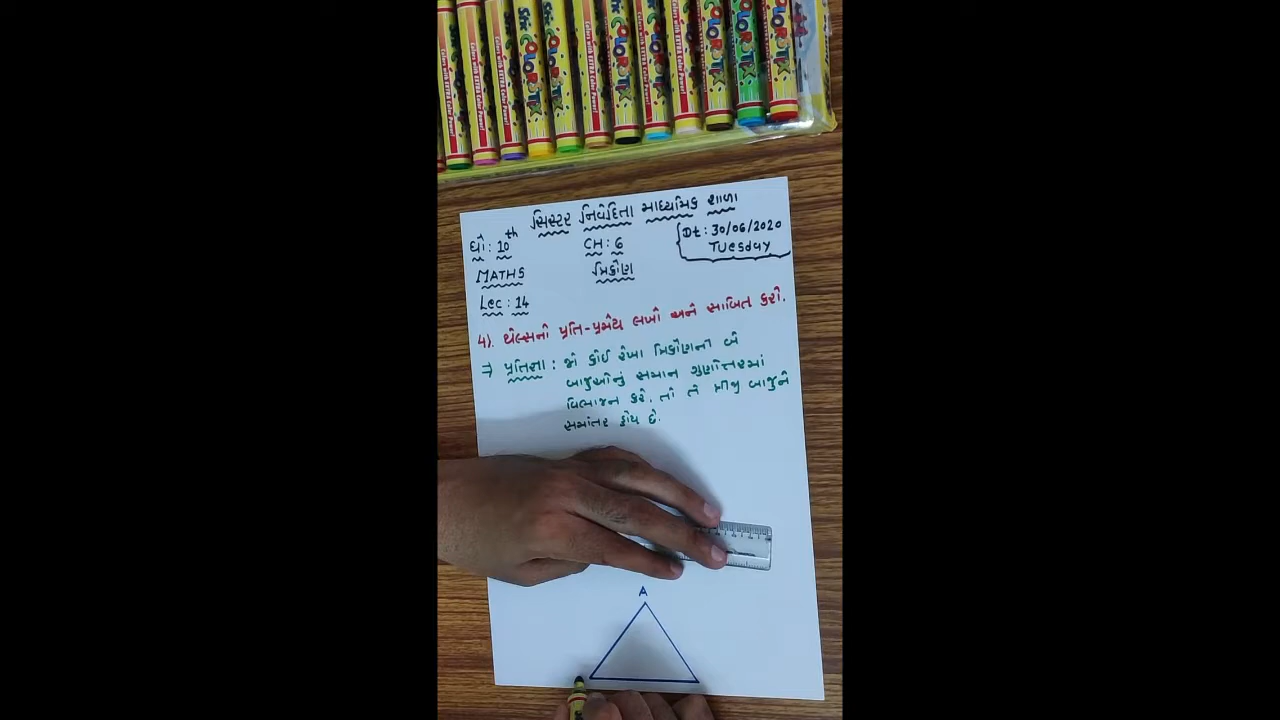 સિસ્ટર નિવેદિતા માધ્યમિક શાળા
ધો : 10th
CH : 6
Dt : 30/06/2020
Tuesday
MATHS
ત્રિકોણ
Lec : 14
4). થેલ્સનો પ્રતિ-પ્રમેય લખો અને સાબિત કરો.
⇒ પ્રતિજ્ઞા : જો કોઈ રેખા ત્રિકોણની બે
બાજુઓનું સમાન ગુણોત્તરમાં
વિભાજન કરે, તો તે ત્રીજી બાજુને
સમાંતર હોય છે.
A